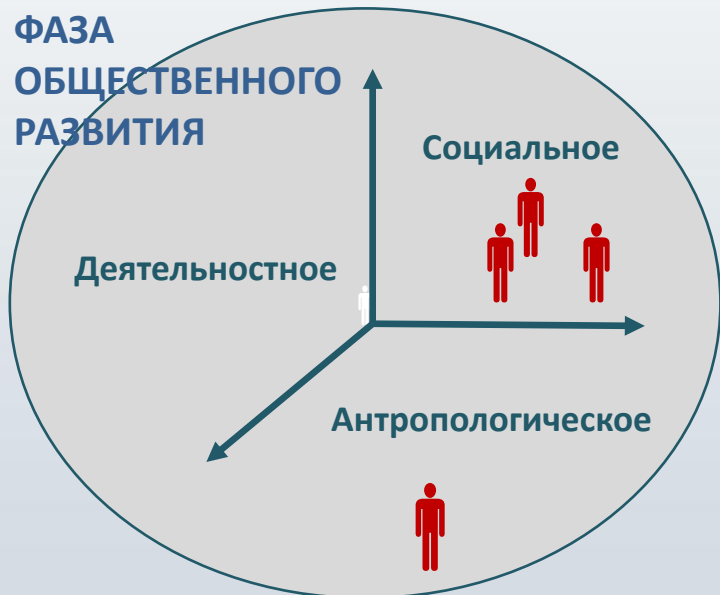 ФАЗА
ОБЩЕСТВЕННОГО
РАЗВИТИЯ
Социальное
Деятельностное
Антропологическое